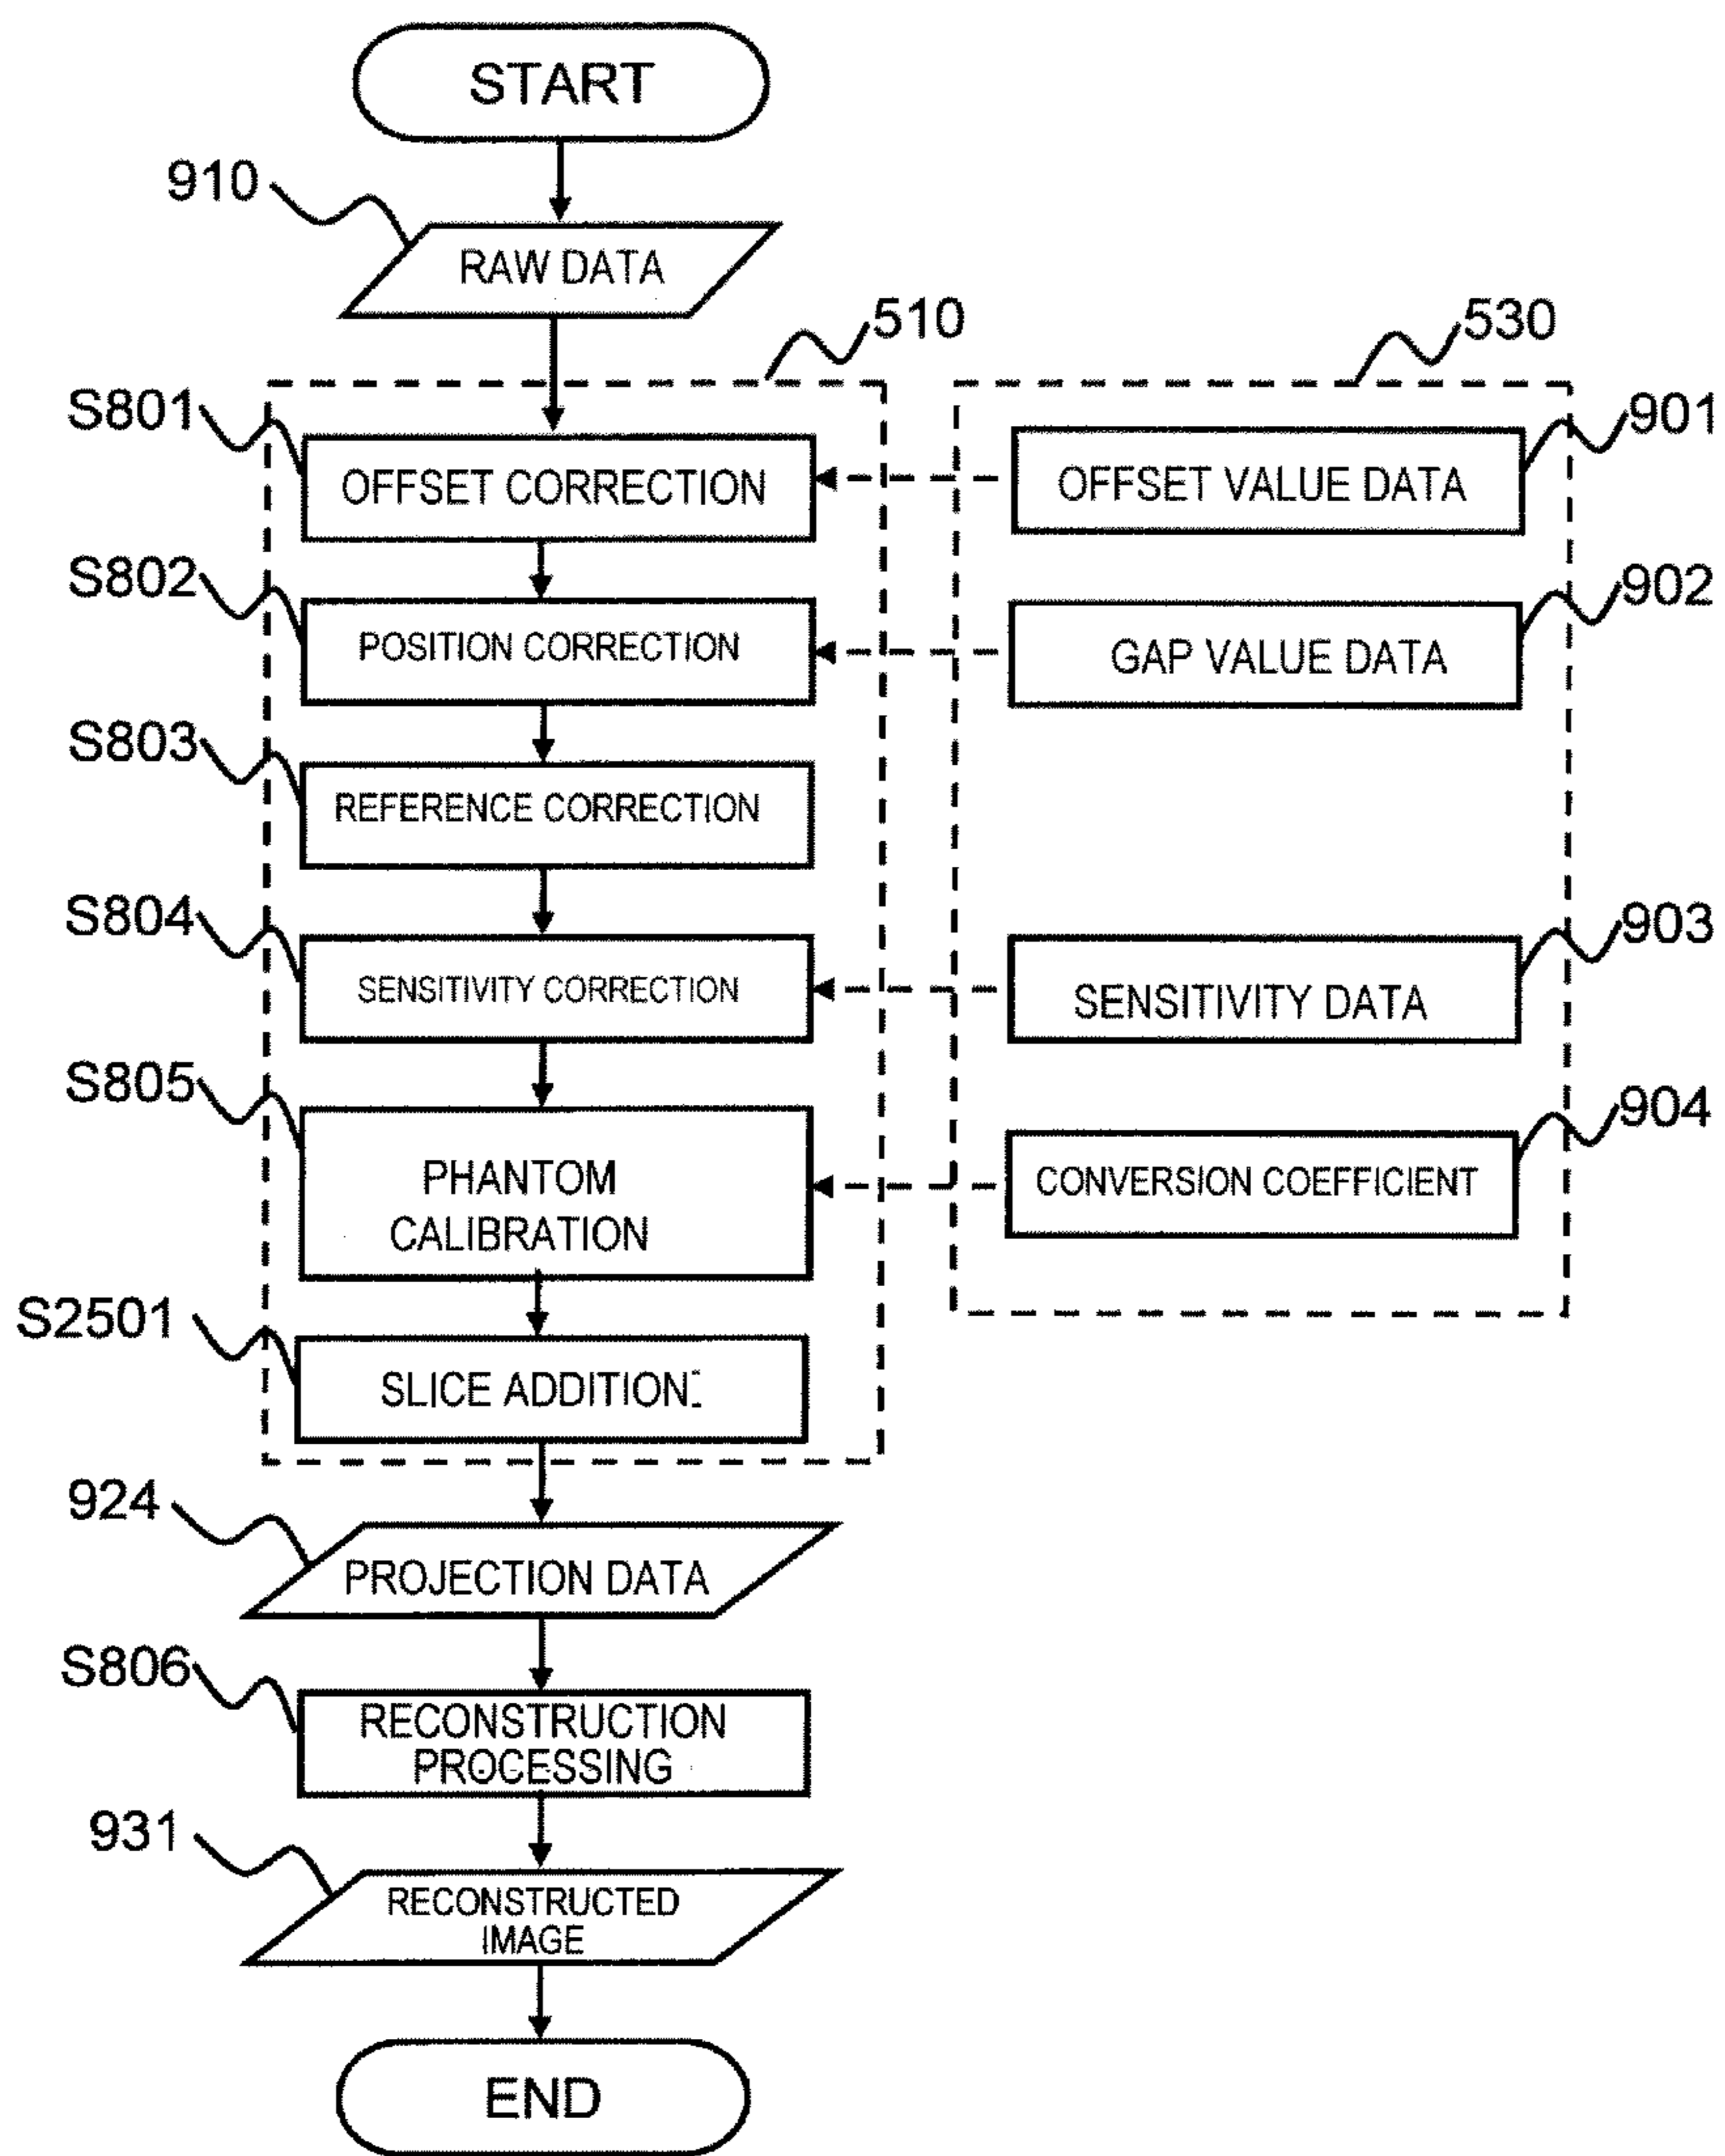 START
910
RAW DATA
510
530
S801
OFFSET CORRECTION
OFFSET VALUE DATA
901
S802
POSITION CORRECTION
GAP VALUE DATA
902
S803
REFERENCE CORRECTION
S804
SENSITIVITY CORRECTION
SENSITIVITY DATA
903
S805
PHANTOM
CALIBRATION
CONVERSION COEFFICIENT
904
S2501
SLICE ADDITION
924
PROJECTION DATA
S806
RECONSTRUCTION
PROCESSING
931
RECONSTRUCTED
IMAGE
END